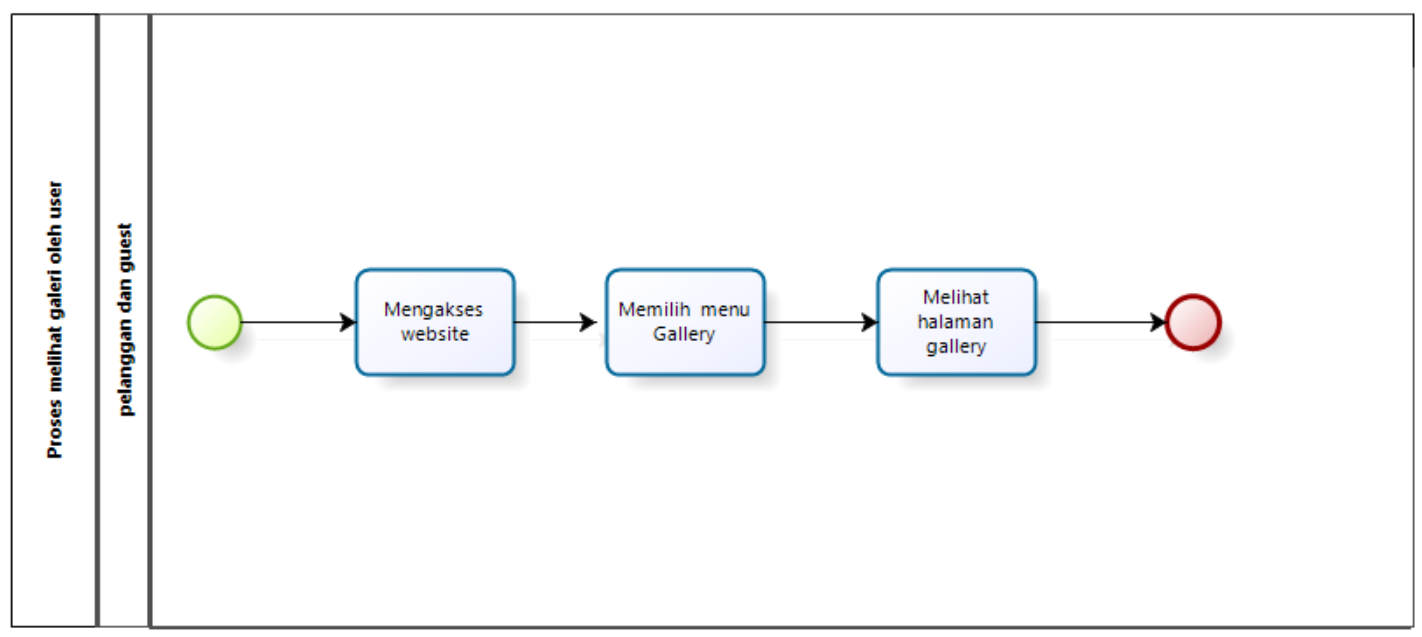 Proses melihat galeri oleh user
pelanggan dan guest
Mengakses
website
Memilih menu
Gallery
Melihat
halaman
gallery